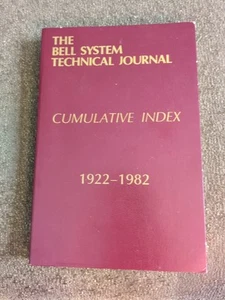 THE
BELL SYSTEM
TECHNICAL JOURNAL
CUMULATIVE INDEX
1922-1982